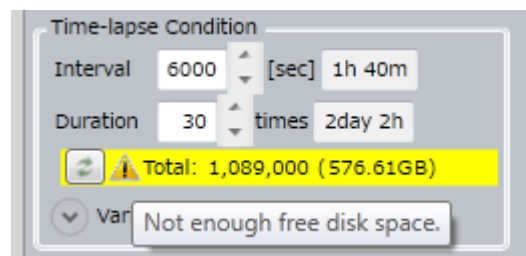 Time-lapse Condition
Interval 6000 [sec] 1h 40m
Duration 30 times 2day 2h
Total: 1,089,000 (576.61GB)
Var
Not enough free disk space.